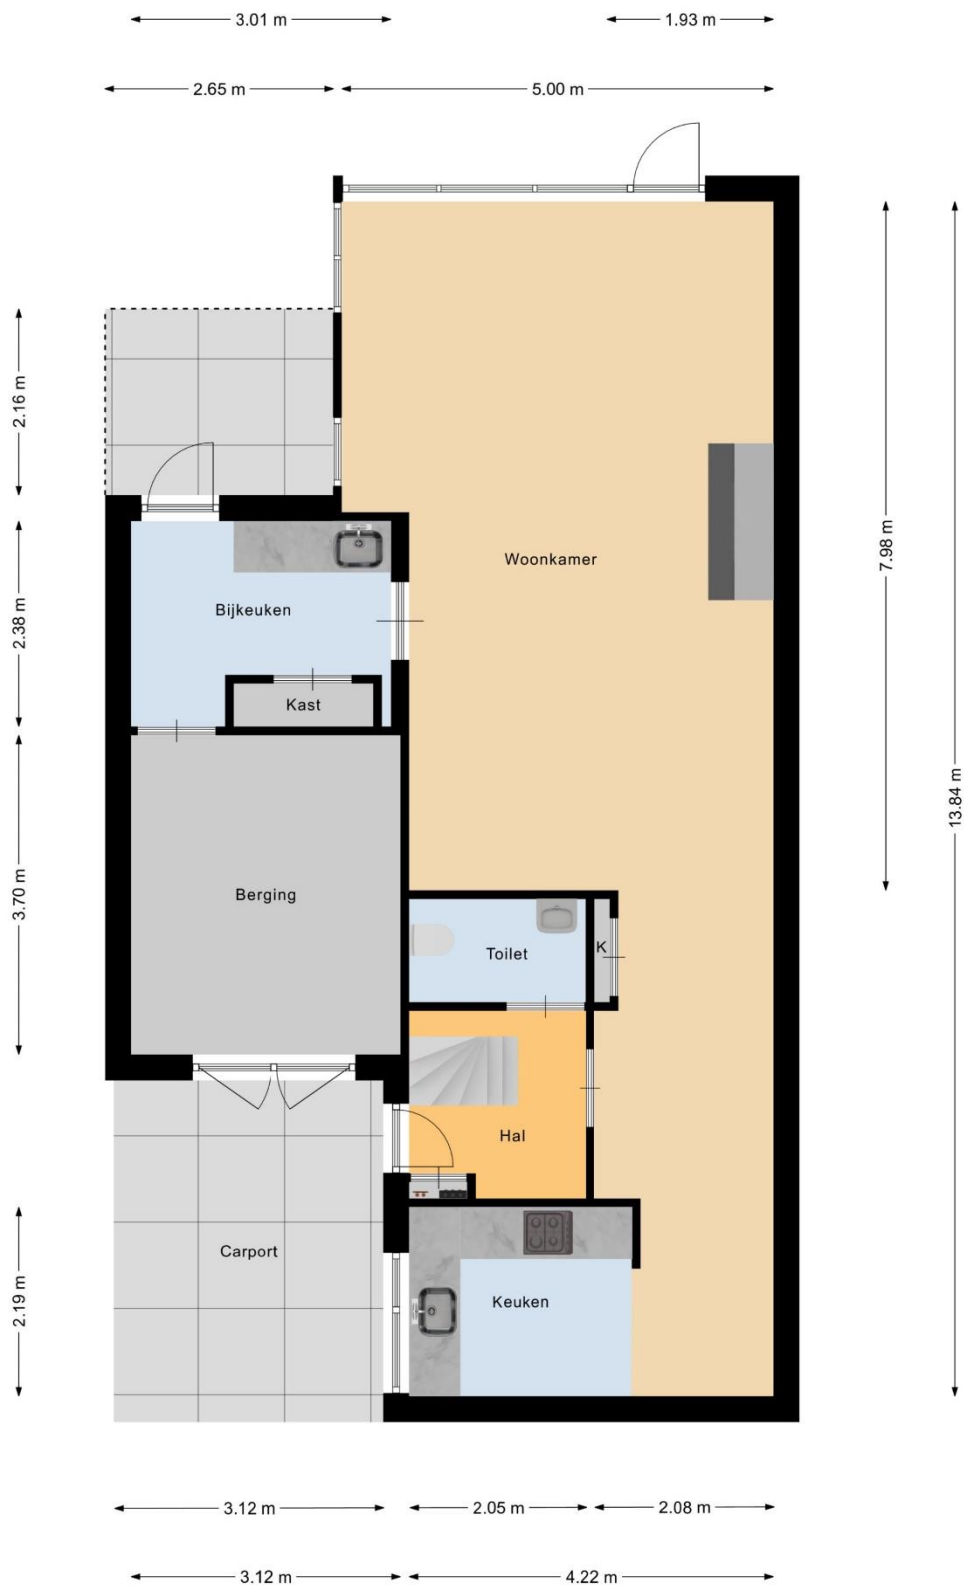 3.01 m
1.93 m
2.65 m
5.00 m
2.16 m
Woonkamer
7.98 m
Bijkeuken
2.38 m
Kast
13.84 m
3.70 m
Berging
K
Toilet
Hal
Carport
2.19 m
Keuken
3.12 m
2.05 m
2.08 m
3.12 m
4.22 m